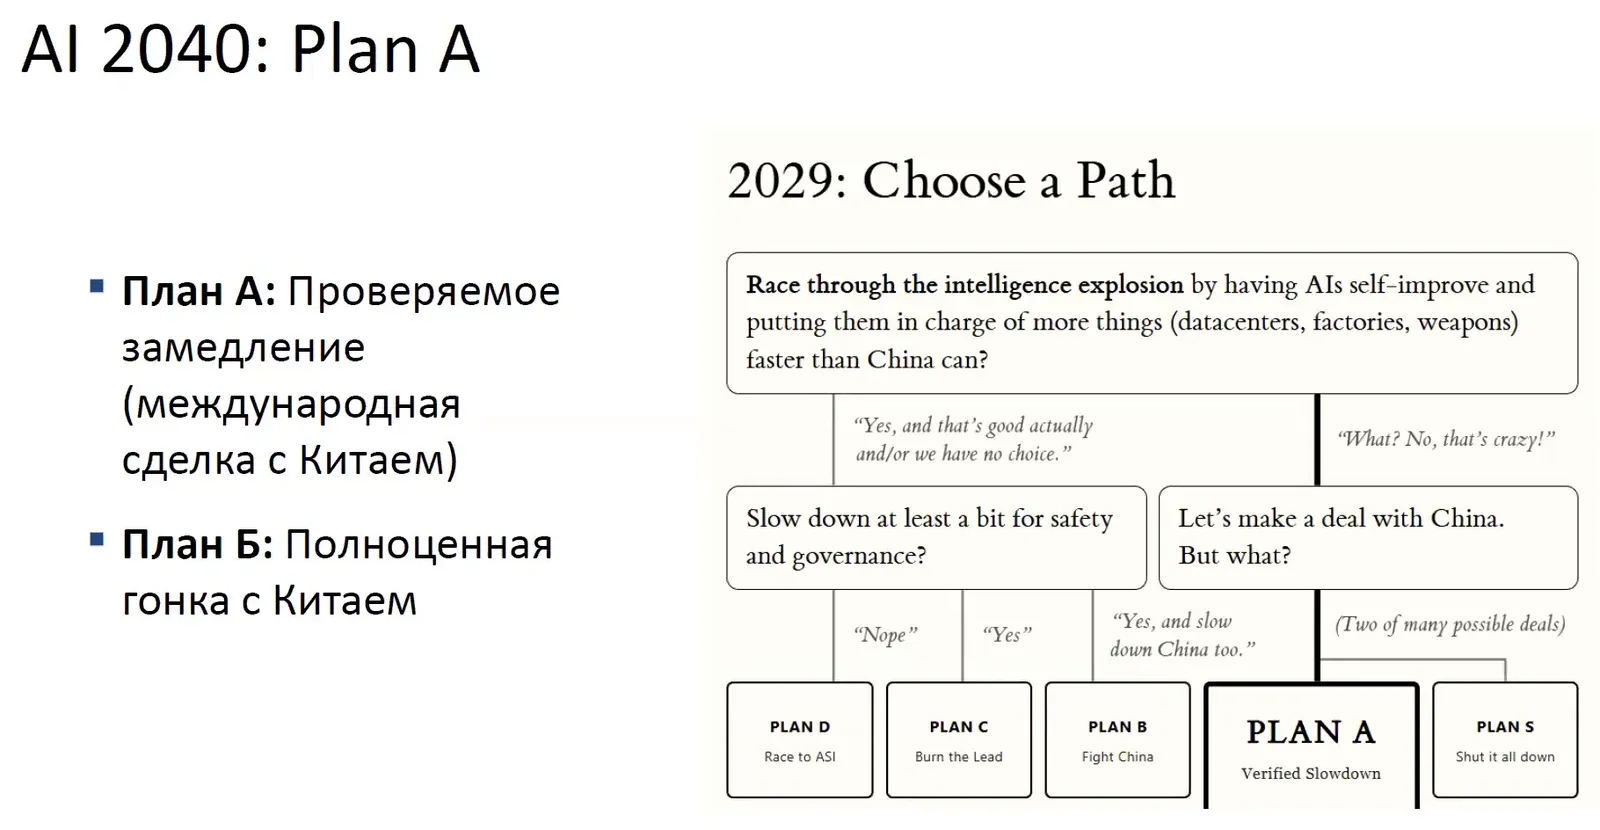 AI 2040: Plan A
▪ План А: Проверяемое
замедление
(международная
сделка с Китаем)
▪ План Б: Полноценная
гонка с Китаем
2029: Choose a Path
Race through the intelligence explosion by having AIs self-improve and
putting them in charge of more things (datacenters, factories, weapons)
faster than China can?
“Yes, and that’s good actually
and/or we have no choice.”
“What? No, that’s crazy!”
Slow down at least a bit for safety
and governance?
Let’s make a deal with China.
But what?
“Nope”
“Yes”
“Yes, and slow
down China too.”
(Two of many possible deals)
PLAN D
Race to ASI
PLAN C
Burn the Lead
PLAN B
Fight China
PLAN A
Verified Slowdown
PLAN S
Shut it all down